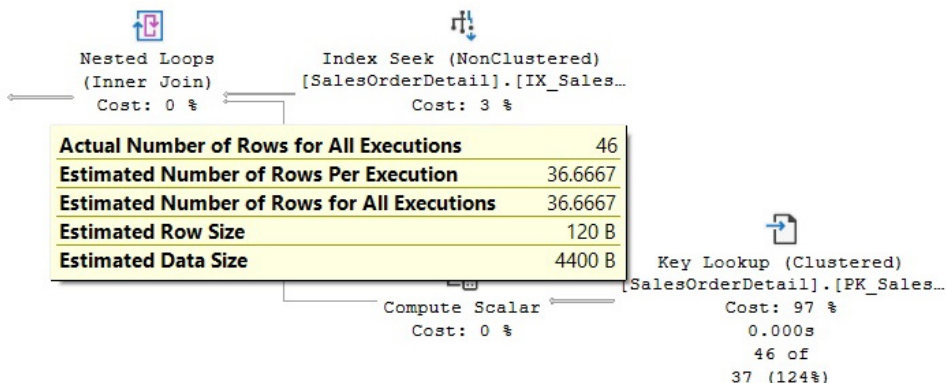 Nested Loops
(Inner Join)
Cost: 0 %
Index Seek (NonClustered)
[SalesOrderDetail].[IX_Sales…
Cost: 3 %
Actual Number of Rows for All Executions 46
Estimated Number of Rows Per Execution 36.6667
Estimated Number of Rows for All Executions 36.6667
Estimated Row Size 120 B
Estimated Data Size 4400 B
Compute Scalar
Cost: 0 %
Key Lookup (Clustered)
[SalesOrderDetail].[PK_Sales…
Cost: 97 %
0.000s
46 of
37 (124%)